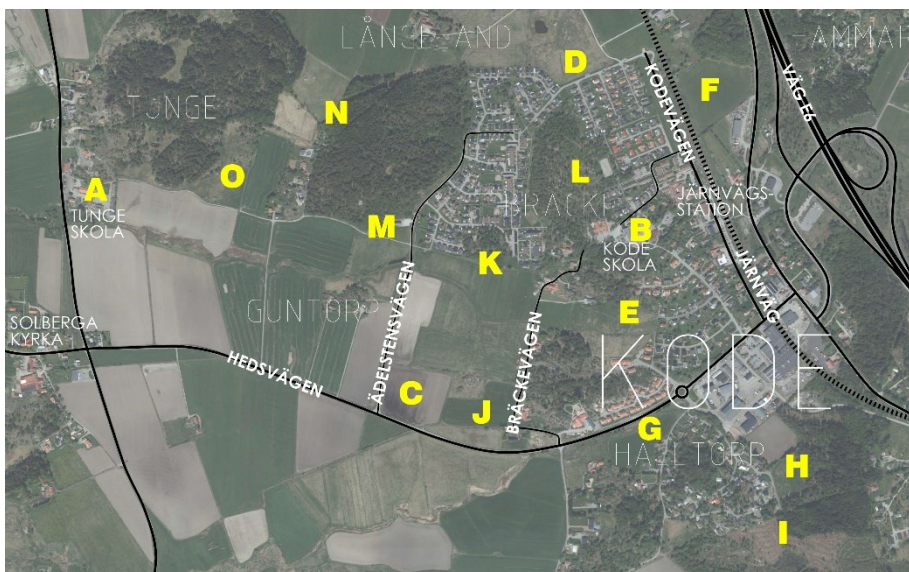 LÅNGELAND
AMMAR
D
KODEVÄGEN
F
VÄG E6
TUNGE
N
A
O
L
JÄRNVÄGS-
STATION
TUNGE
SKOLA
BRÄCKE
M
B
KODE
SKOLA
K
JÄRNVÄG
ÄDELSTENSVÄGEN
GUNTORP
E
SOLBERGA
KYRKA
HEDSVÄGEN
BRÄCKEVÄGEN
KODE
C
J
G
HALLTORP
H
I